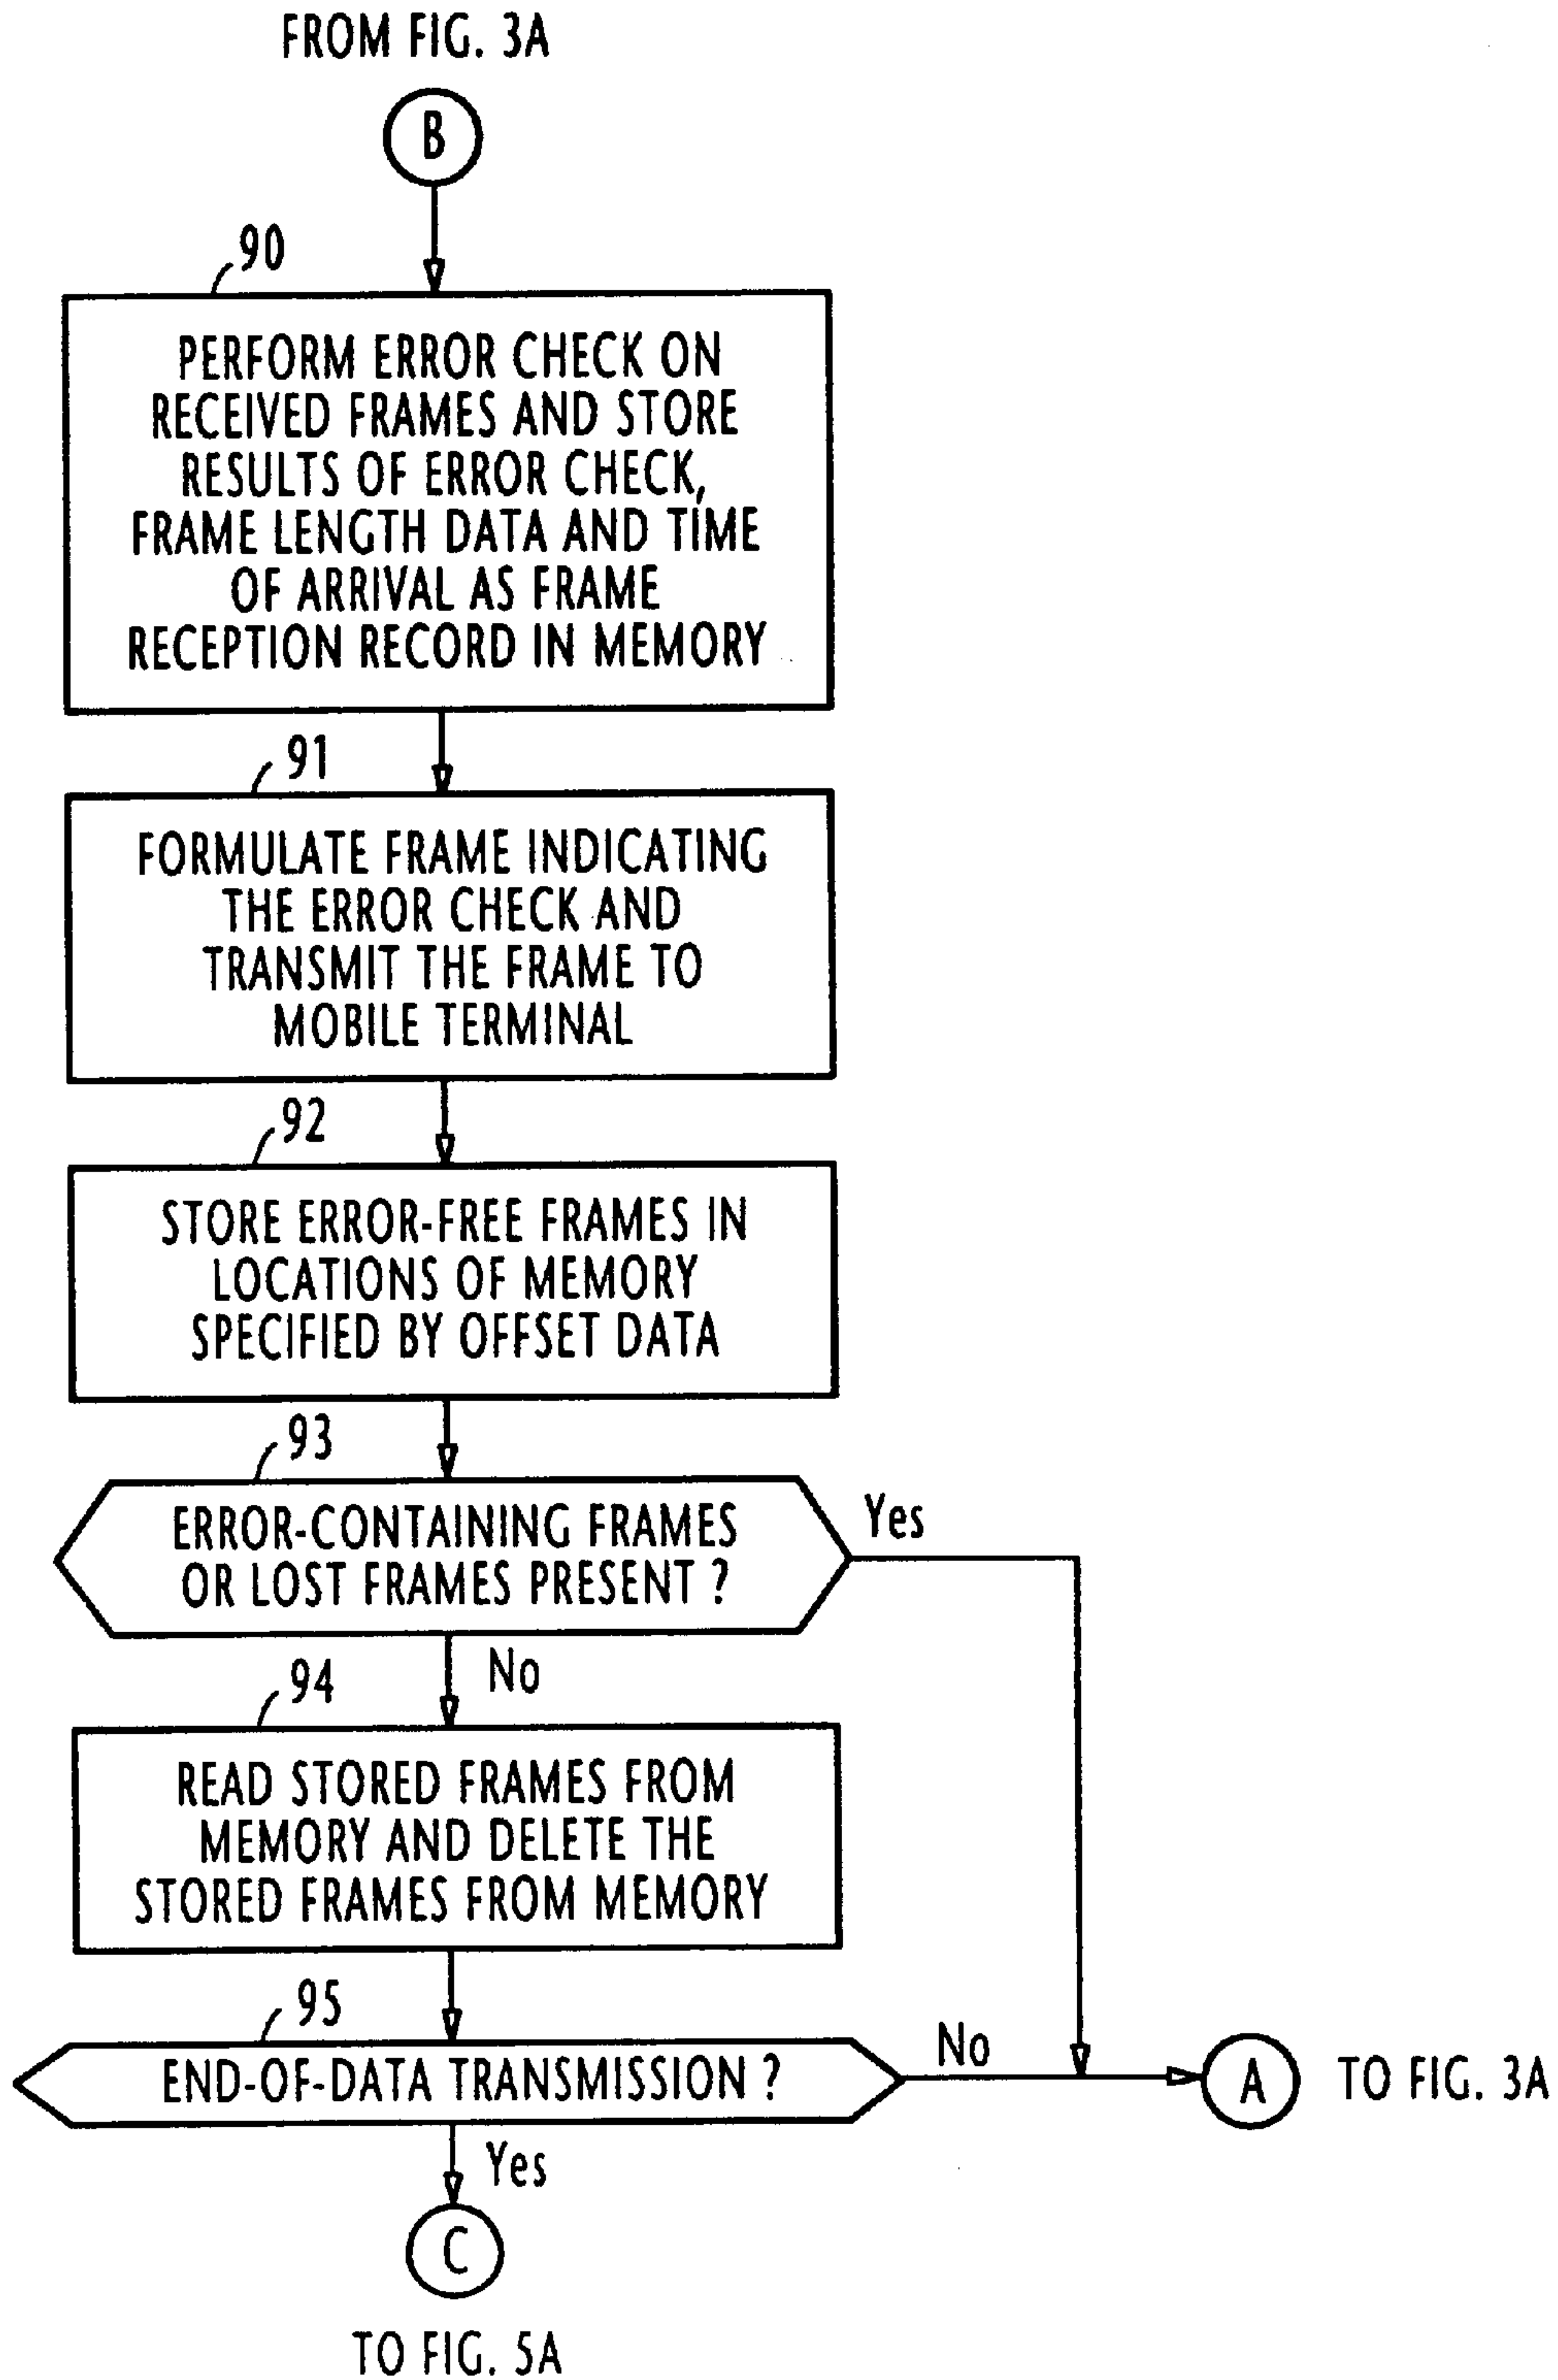 FROM FIG. 3A
B
90
PERFORM ERROR CHECK ON
RECEIVED FRAMES AND STORE
RESULTS OF ERROR CHECK,
FRAME LENGTH DATA AND TIME
OF ARRIVAL AS FRAME
RECEPTION RECORD IN MEMORY
91
FORMULATE FRAME INDICATING
THE ERROR CHECK AND
TRANSMIT THE FRAME TO
MOBILE TERMINAL
92
STORE ERROR-FREE FRAMES IN
LOCATIONS OF MEMORY
SPECIFIED BY OFFSET DATA
93
ERROR-CONTAINING FRAMES
OR LOST FRAMES PRESENT ?
Yes
No
94
READ STORED FRAMES FROM
MEMORY AND DELETE THE
STORED FRAMES FROM MEMORY
95
END-OF-DATA TRANSMISSION ?
No
A
TO FIG. 3A
Yes
C
TO FIG. 5A